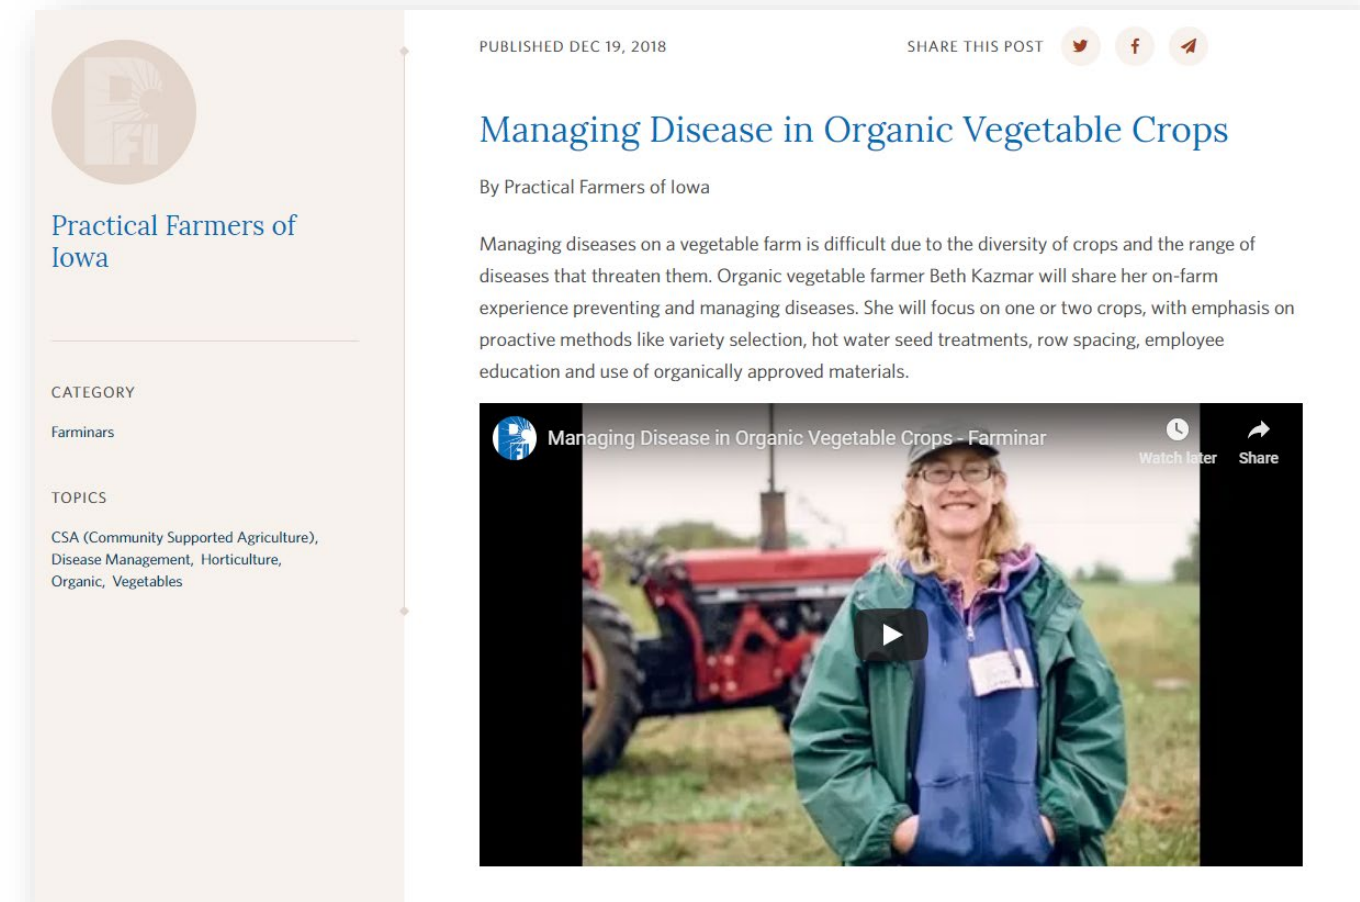 PFI
Practical Farmers of
Iowa
CATEGORY
Farminars
TOPICS
CSA (Community Supported Agriculture),
Disease Management, Horticulture,
Organic, Vegetables
PUBLISHED DEC 19, 2018
SHARE THIS POST
Managing Disease in Organic Vegetable Crops
By Practical Farmers of Iowa
Managing diseases on a vegetable farm is difficult due to the diversity of crops and the range of
diseases that threaten them. Organic vegetable farmer Beth Kazmar will share her on-farm
experience preventing and managing diseases. She will focus on one or two crops, with emphasis on
proactive methods like variety selection, hot water seed treatments, row spacing, employee
education and use of organically approved materials.
PFI
Managing Disease in Organic Vegetable Crops - Farminar
Watch later
Share